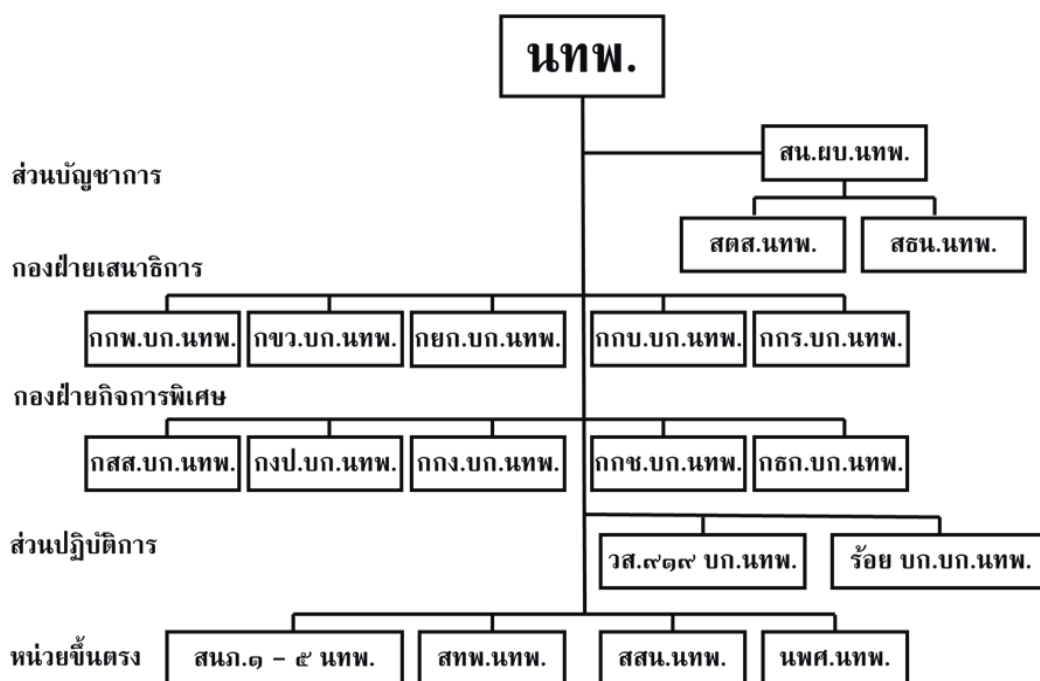 นทพ.
สน.ผบ.นทพ.
ส่วนบัญชาการ
สตส.นทพ. สธน.นทพ.
กองฝ่ายเสนาธิการ
กกพ.บก.นทพ. กขว.บก.นทพ. กยก.บก.นทพ. กกบ.บก.นทพ. กกร.บก.นทพ.
กองฝ่ายกิจการพิเศษ
กสส.บก.นทพ. กงป.บก.นทพ. กกง.บก.นทพ. กกช.บก.นทพ. กธก.บก.นทพ.
ส่วนปฏิบัติการ
วส.๙๑๙ บก.นทพ. ร้อย บก.บก.นทพ.
หน่วยขึ้นตรง สนภ.๑ - ๕ นทพ. สทพ.นทพ. สสน.นทพ. นพศ.นทพ.